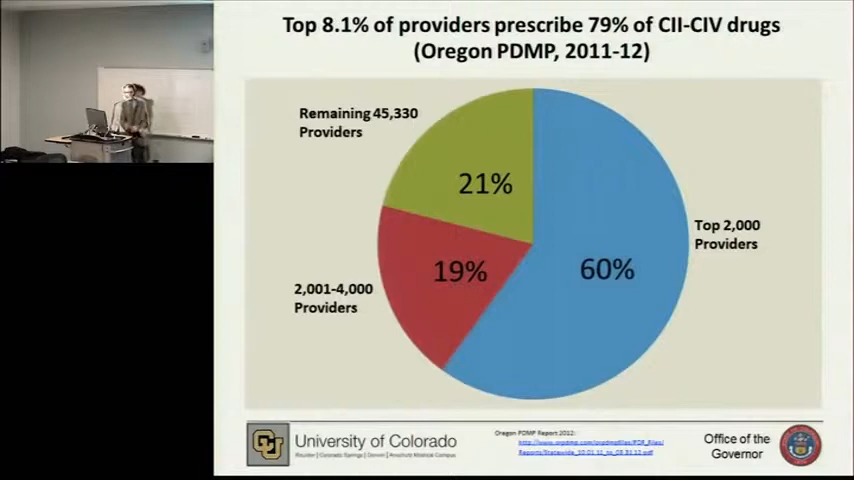 Top 8.1% of providers prescribe 79% of CII-CIV drugs
(Oregon PDMP, 2011-12)
Remaining 45,330
Providers
21%
Top 2,000
Providers
19%
60%
2,001-4,000
Providers
CU
University of Colorado
Boulder | Colorado Springs | Denver | Anschutz Medical Campus
Oregon PDMP Report 2012:
Office of the
Governor